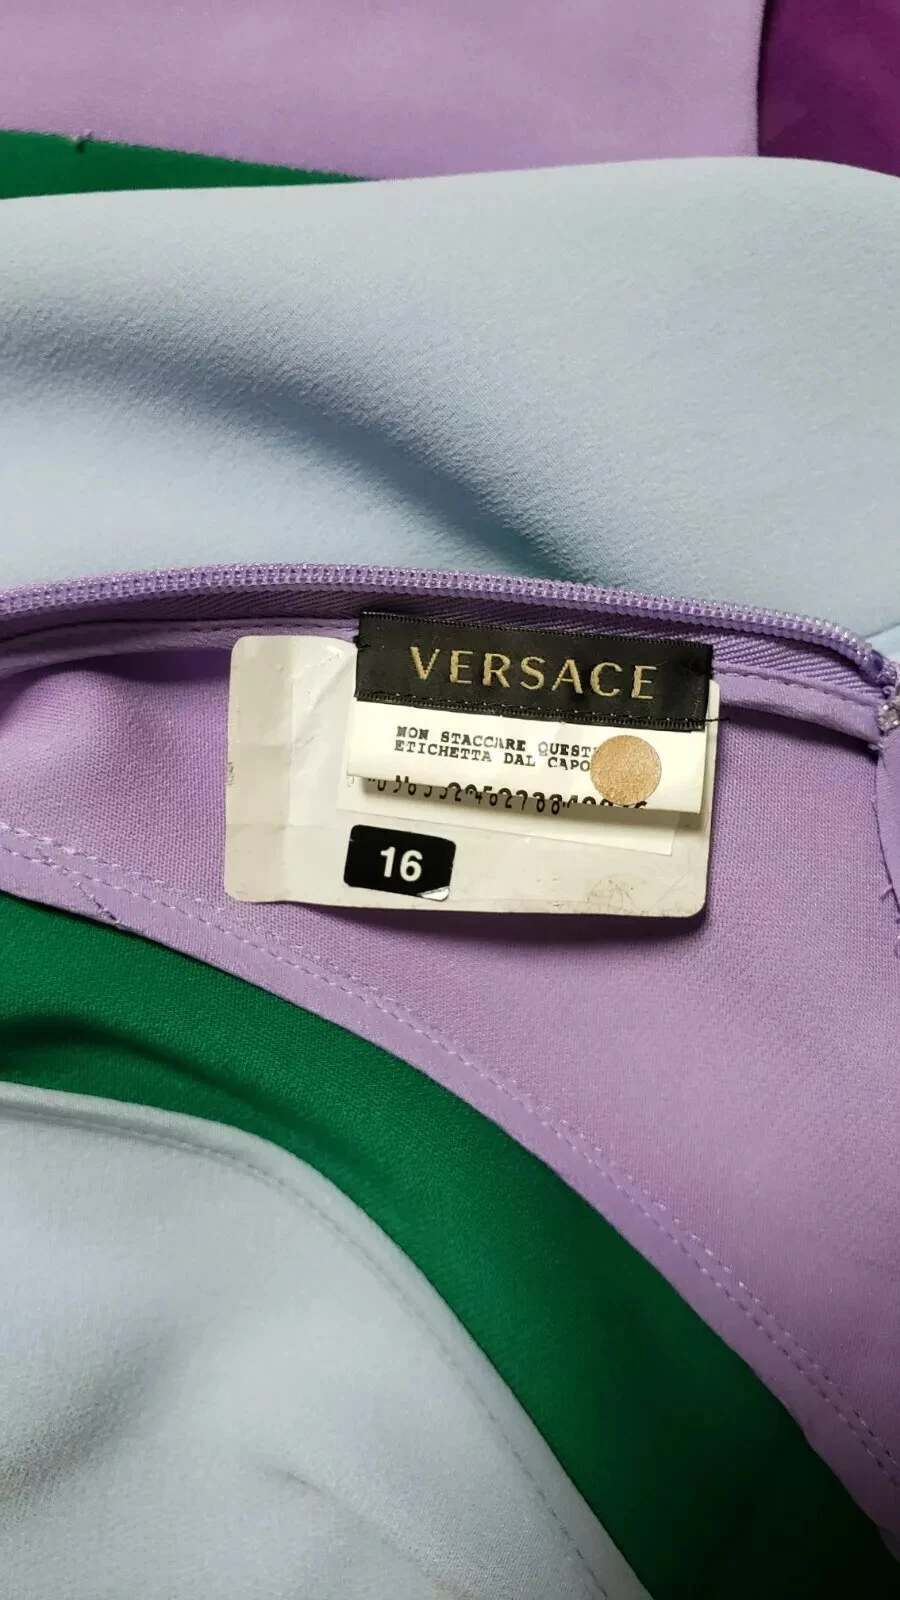 VERSACE
NON STACCARE QUEST
ETICHETTA DAL CAPO
16